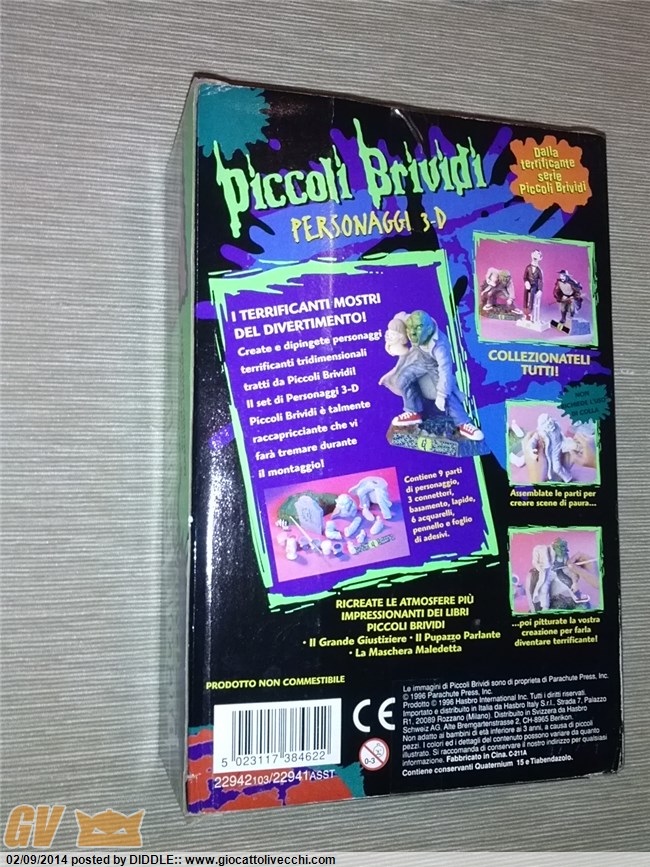 Piccoli Brividi
PERSONAGGI 3-D
Dalla
terrificante
serie
Piccoli Brividi
I TERRIFICANTI MOSTRI
DEL DIVERTIMENTO!
Create e dipingete personaggi
terrificanti tridimensionali
tratti da Piccoli Brividi!
Il set di Personaggi 3-D
Piccoli Brividi è talmente
raccapricciante che vi
farà tremare durante
il montaggio!
Contiene 9 parti
di personaggio,
3 connettori,
basamento, lapide,
6 acquarelli,
pennello e foglio
di adesivi.
COLLEZIONATELI
TUTTI!
NON
RICHIEDE L'USO
DI COLLA
Assemblate le parti per
creare scene di paura...
...poi pitturate la vostra
creazione per farla
diventare terrificante!
RICREATE LE ATMOSFERE PIÙ
IMPRESSIONANTI DEI LIBRI
PICCOLI BRIVIDI
• Il Grande Giustiziere • Il Pupazzo Parlante
• La Maschera Maledetta
PRODOTTO NON COMMESTIBILE
5 023117 384622
22942103/22941ASST
CE
0-3
Le immagini di Piccoli Brividi sono di proprietà di Parachute Press, Inc.
© 1996 Parachute Press, Inc.
Prodotto © 1996 Hasbro International Inc. Tutti i diritti riservati.
Importato e distribuito in Italia da Hasbro Italy S.r.l., Strada 7, Palazzo
R1, 20089 Rozzano (Milano). Distribuito in Svizzera da Hasbro
Schweiz AG, Alte Bremgartenstrasse 2, CH-8965 Berikon.
Non adatto ai bambini di età inferiore ai 3 anni, a causa di piccoli
pezzi. I colori ed i dettagli del contenuto possono variare da quanto
illustrato. Si raccomanda di conservare il nostro indirizzo per qualsiasi
informazione. Fabbricato in Cina. C-211A
Contiene conservanti Quaternium 15 e Tiabendazolo.
GV
02/09/2014 posted by DIDDLE:: www.giocattolivecchi.com